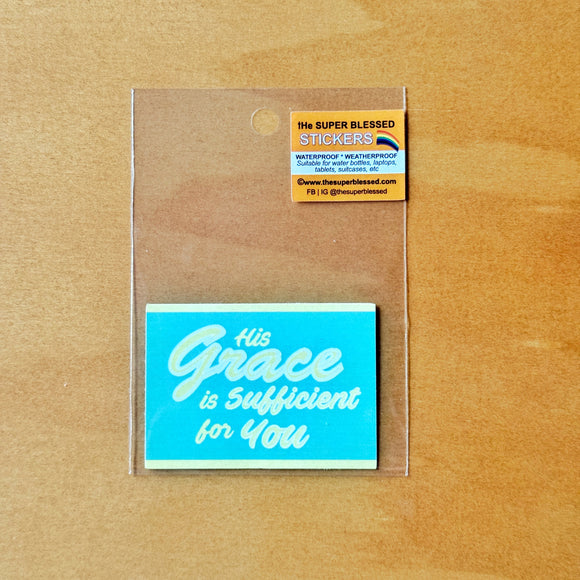 tHe SUPER BLESSED
STICKERS
WATERPROOF * WEATHERPROOF
Suitable for water bottles, laptops,
tablets, suitcases, etc
©www.thesuperblessed.com
FB | IG @thesuperblessed
His
Grace
is Sufficient
for You